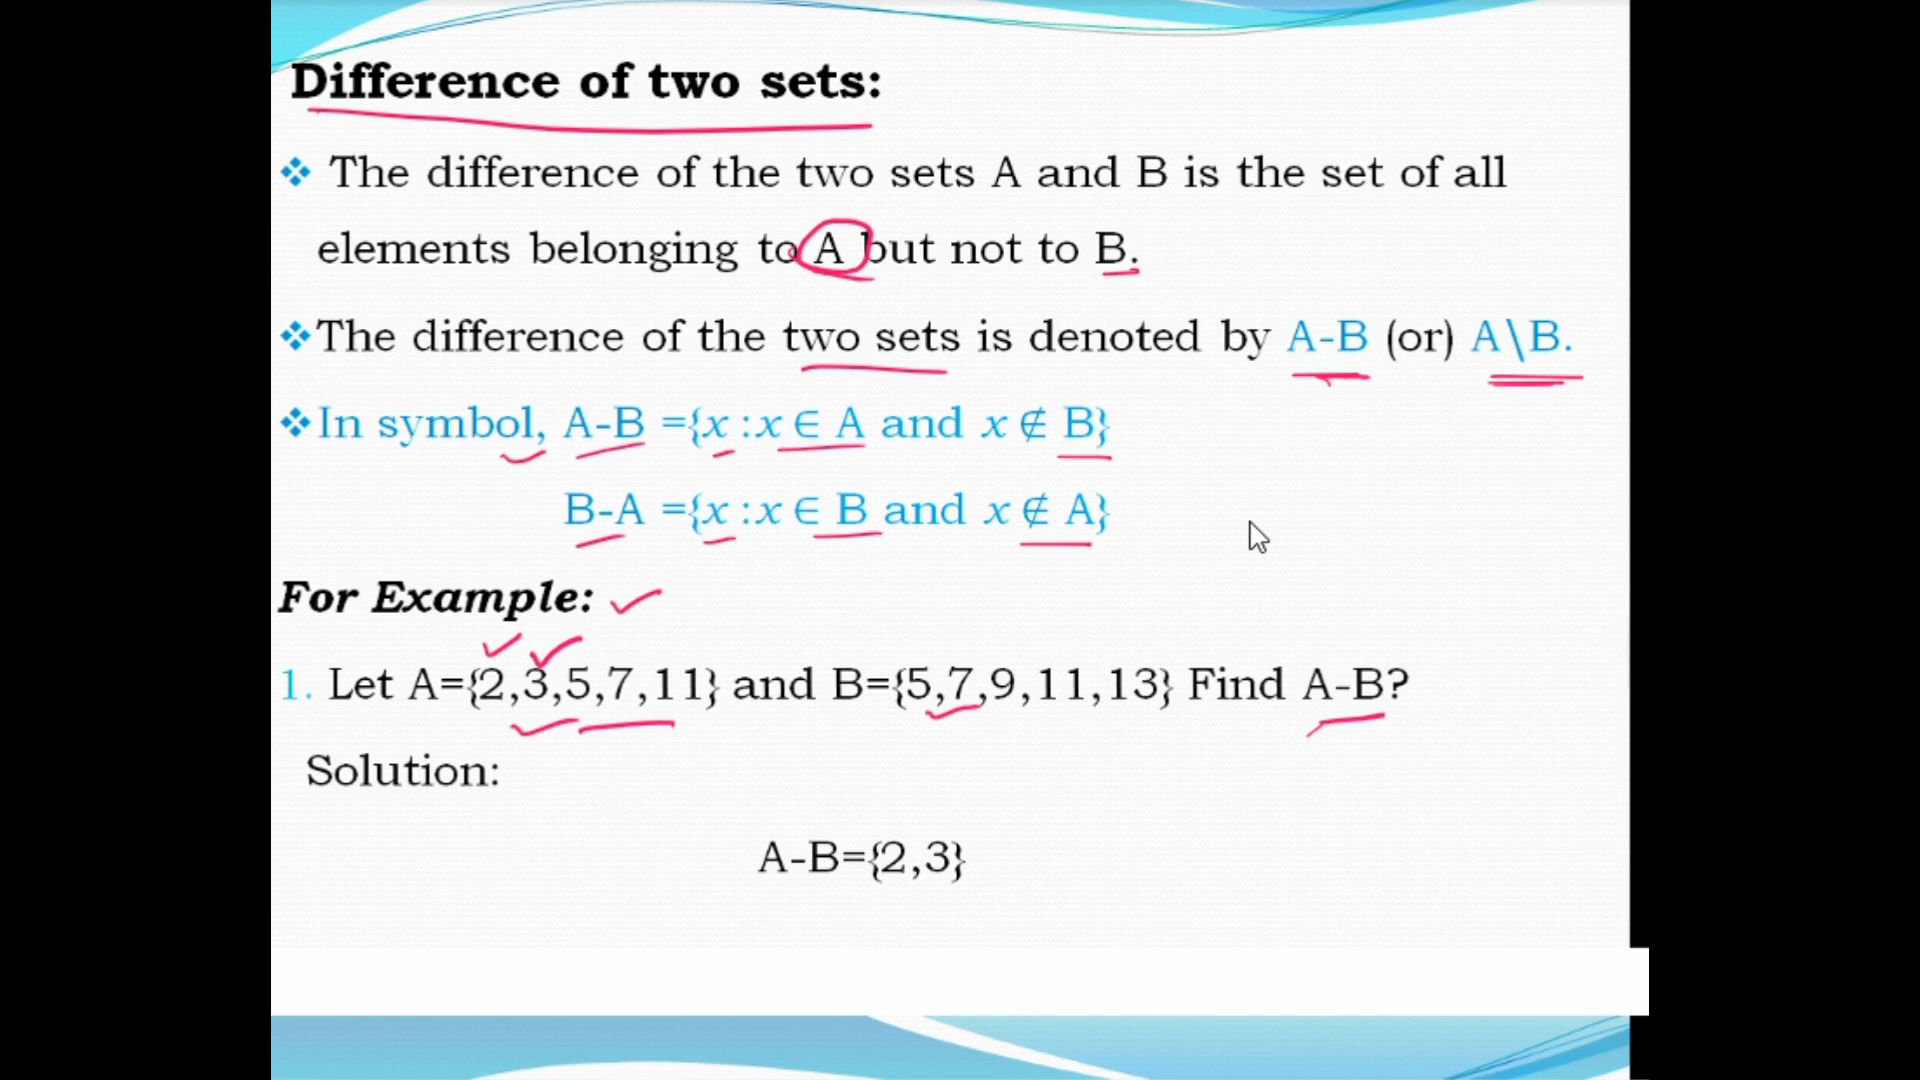 Difference of two sets:
❖ The difference of the two sets A and B is the set of all
elements belonging to A but not to B.
❖The difference of the two sets is denoted by A-B (or) A\B.
❖In symbol, A-B ={x :x ∈ A and x ∉ B}
B-A ={x :x ∈ B and x ∉ A}
For Example:
1. Let A={2,3,5,7,11} and B={5,7,9,11,13} Find A-B?
Solution:
A-B={2,3}